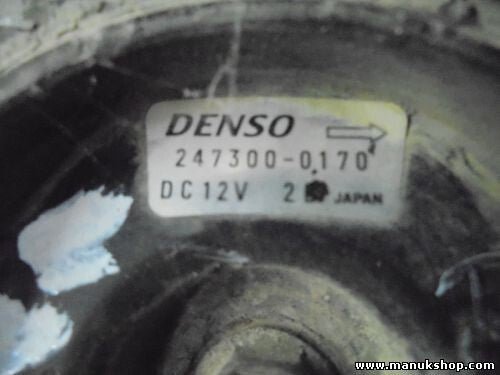 DENSO
247300-0170
DC12V 2 JAPAN
www.manukshop.com